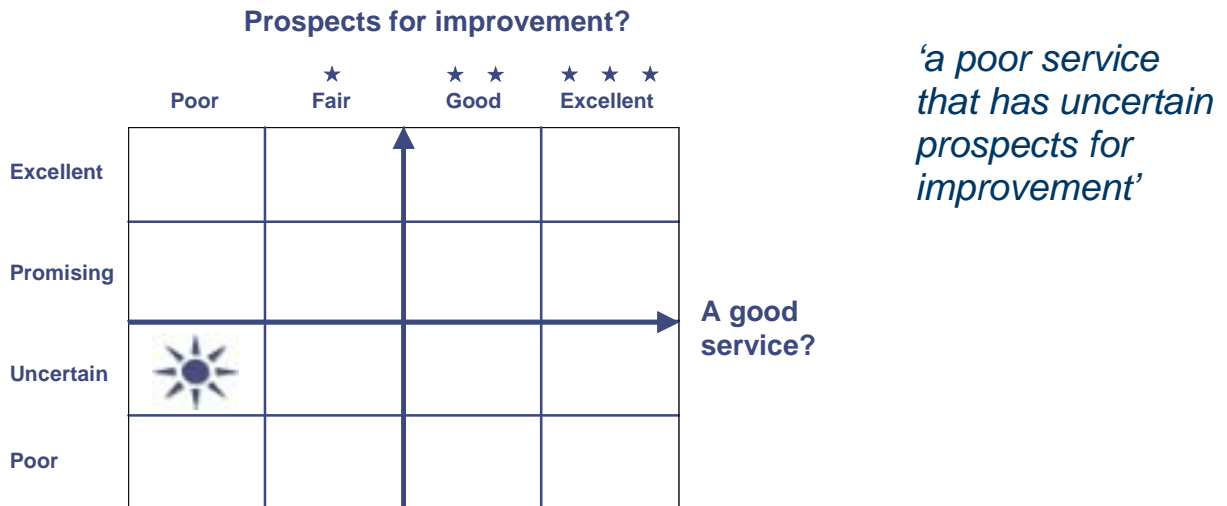 Prospects for improvement?
‘a poor service
that has uncertain
prospects for
improvement’
★ ★ ★ ★ ★ ★
Poor Fair Good Excellent
Excellent
Promising
A good
service?
Uncertain
Poor